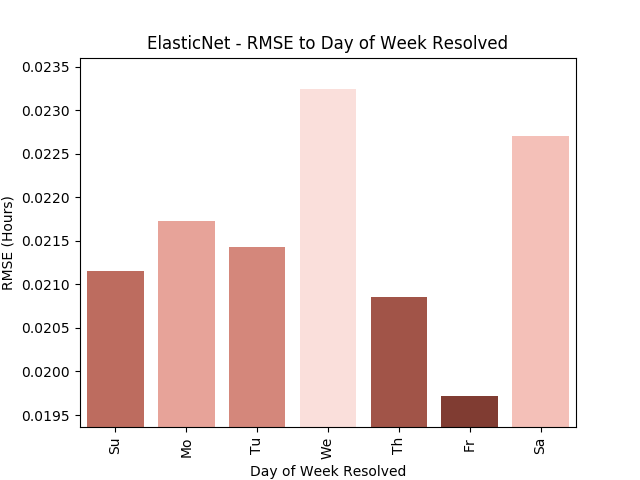 ElasticNet - RMSE to Day of Week Resolved
0.0235
0.0230
0.0225
0.0220
0.0215
0.0210
0.0205
0.0200
0.0195
RMSE (Hours)
Su
Mo
Tu
We
Th
Fr
Sa
Day of Week Resolved